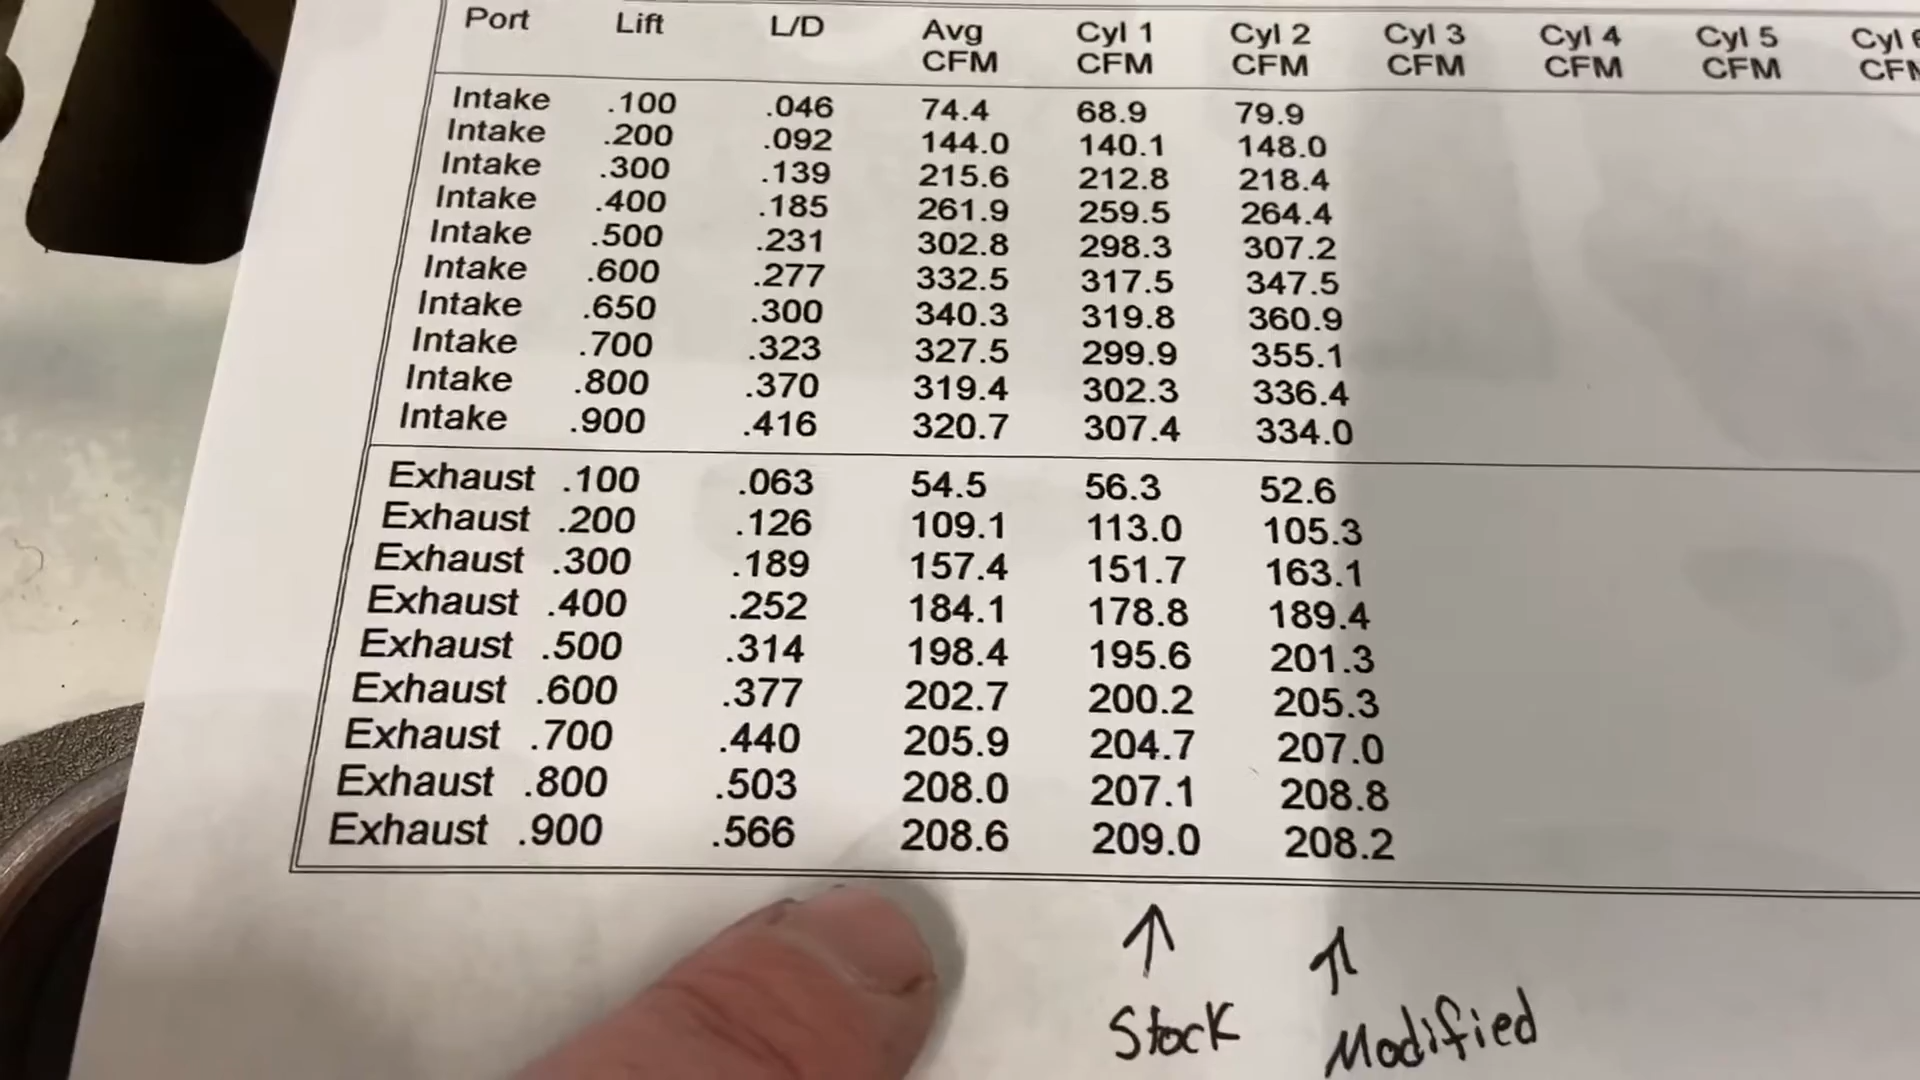 Port Lift L/D Avg CFM Cyl 1 CFM Cyl 2 CFM Cyl 3 CFM Cyl 4 CFM Cyl 5 CFM Cyl
Intake .100 .046 74.4 68.9 79.9
Intake .200 .092 144.0 140.1 148.0
Intake .300 .139 215.6 212.8 218.4
Intake .400 .185 261.9 259.5 264.4
Intake .500 .231 302.8 298.3 307.2
Intake .600 .277 332.5 317.5 347.5
Intake .650 .300 340.3 319.8 360.9
Intake .700 .323 327.5 299.9 355.1
Intake .800 .370 319.4 302.3 336.4
Intake .900 .416 320.7 307.4 334.0
Exhaust .100 .063 54.5 56.3 52.6
Exhaust .200 .126 109.1 113.0 105.3
Exhaust .300 .189 157.4 151.7 163.1
Exhaust .400 .252 184.1 178.8 189.4
Exhaust .500 .314 198.4 195.6 201.3
Exhaust .600 .377 202.7 200.2 205.3
Exhaust .700 .440 205.9 204.7 207.0
Exhaust .800 .503 208.0 207.1 208.8
Exhaust .900 .566 208.6 209.0 208.2
Stock Modified